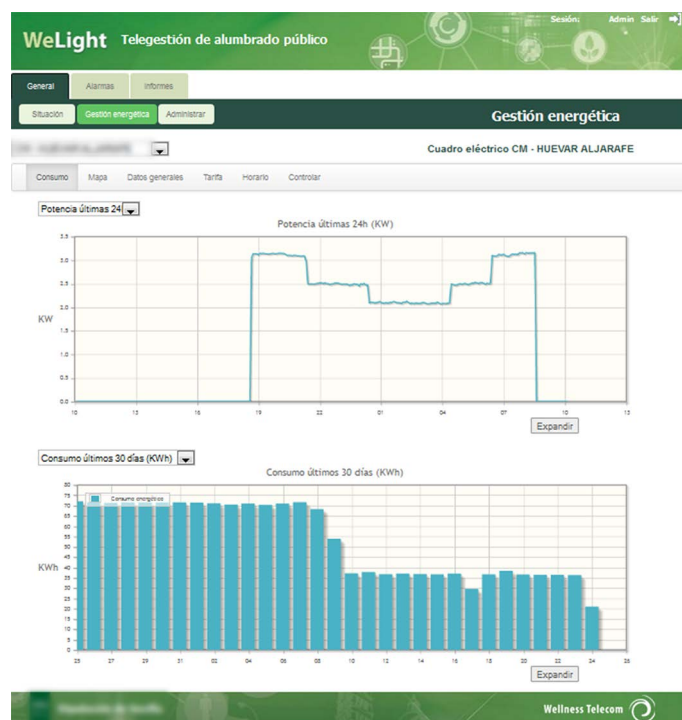 Sesión: Admin Salir
WeLight Telegestión de alumbrado público
General Alarmas Informes
Situación Gestión energética Administrar Gestión energética
Cuadro eléctrico CM - HUEVAR ALJARAFE
Consumo Mapa Datos generales Tarifa Horario Controlar
Potencia últimas 24
Potencia últimas 24h (KW)
3.5
3.0
2.5
2.0
KW
1.5
1.0
0.5
0.0
10 13 16 19 22 01 04 07 10 13
Expandir
Consumo últimos 30 días (KWh)
Consumo últimos 30 días (KWh)
80
75
Consumo energético
70
65
60
55
50
45
KWh 40
35
30
25
20
15
10
5
0
25 27 29 31 02 04 06 08 10 12 14 16 18 20 22 24 26
Expandir
Wellness Telecom